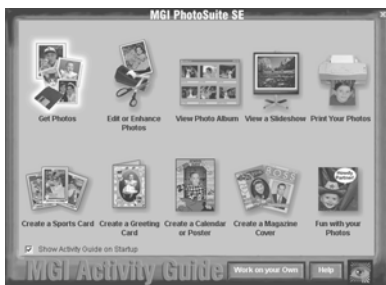 MGI PhotoSuite SE
Get Photos
Edit or Enhance
Photos
View Photo Album
View a Slideshow
Print Your Photos
Howdy
Partner!
Create a Sports Card
Create a Greeting
Card
Create a Calendar
or Poster
Create a Magazine
Cover
Fun with your
Photos
Show Activity Guide on Startup
MGI Activity Guide
Work on your Own
Help